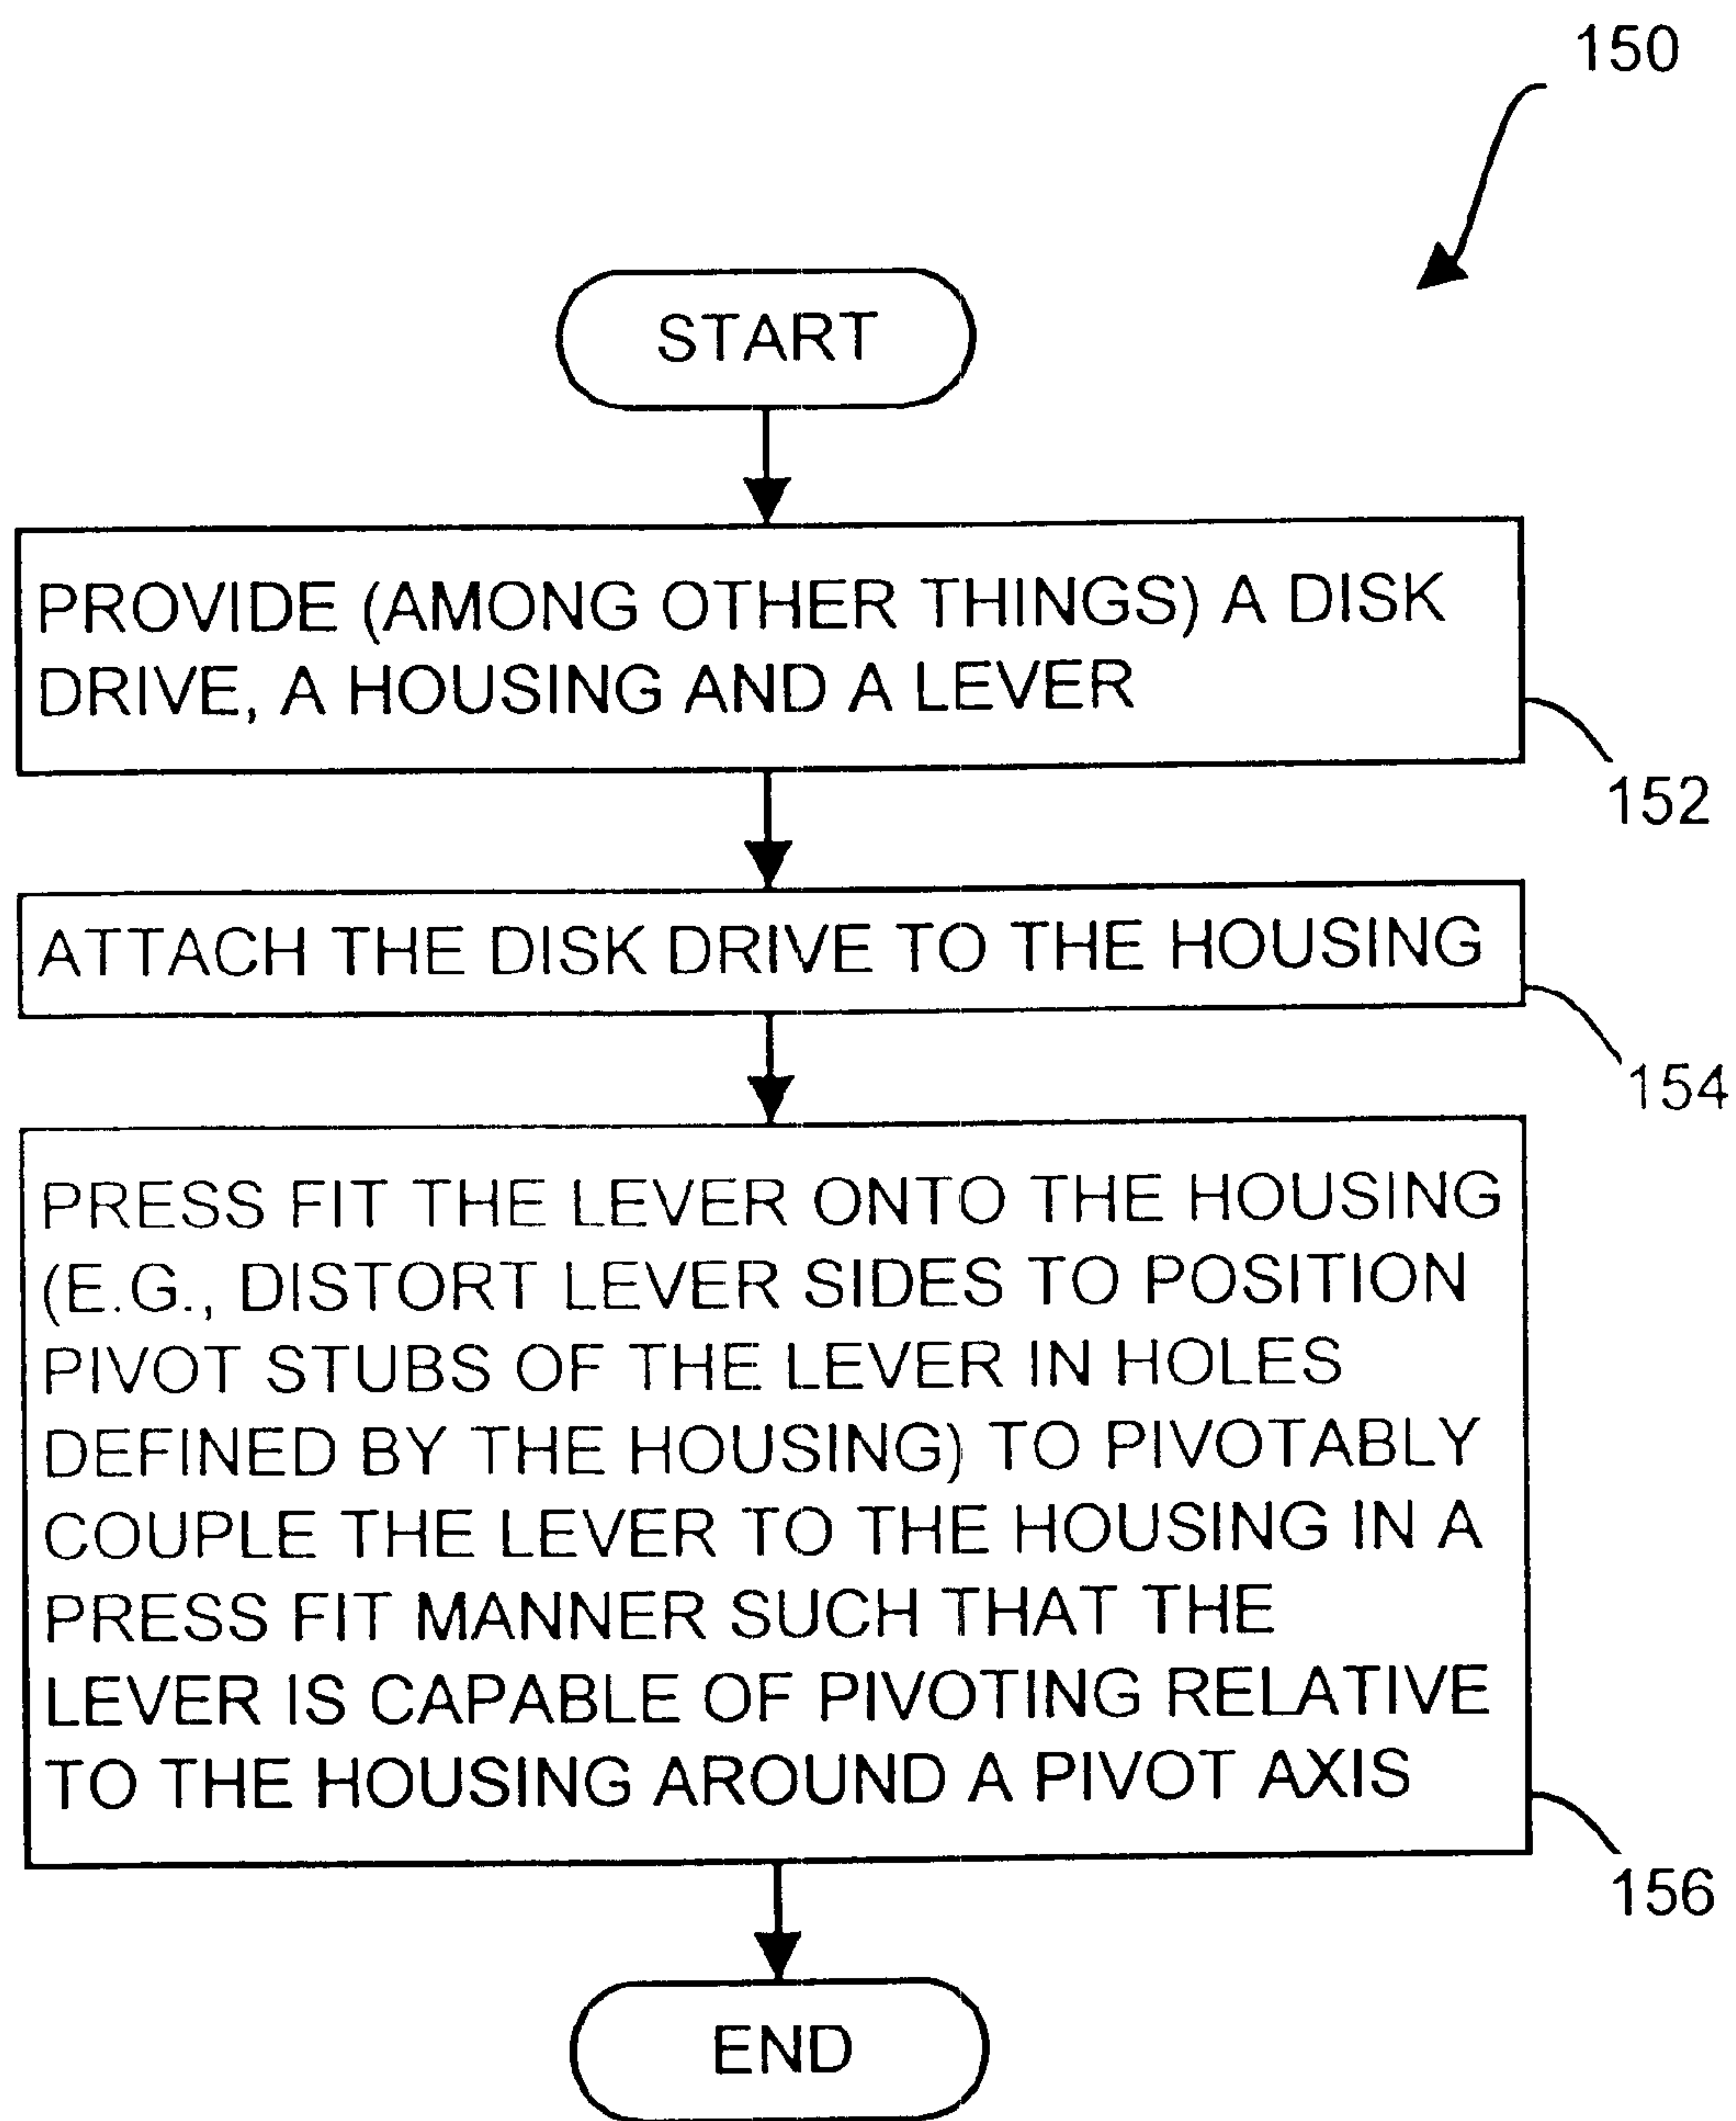 150
START
PROVIDE (AMONG OTHER THINGS) A DISK
DRIVE, A HOUSING AND A LEVER
152
ATTACH THE DISK DRIVE TO THE HOUSING
154
PRESS FIT THE LEVER ONTO THE HOUSING
(E.G., DISTORT LEVER SIDES TO POSITION
PIVOT STUBS OF THE LEVER IN HOLES
DEFINED BY THE HOUSING) TO PIVOTABLY
COUPLE THE LEVER TO THE HOUSING IN A
PRESS FIT MANNER SUCH THAT THE
LEVER IS CAPABLE OF PIVOTING RELATIVE
TO THE HOUSING AROUND A PIVOT AXIS
156
END